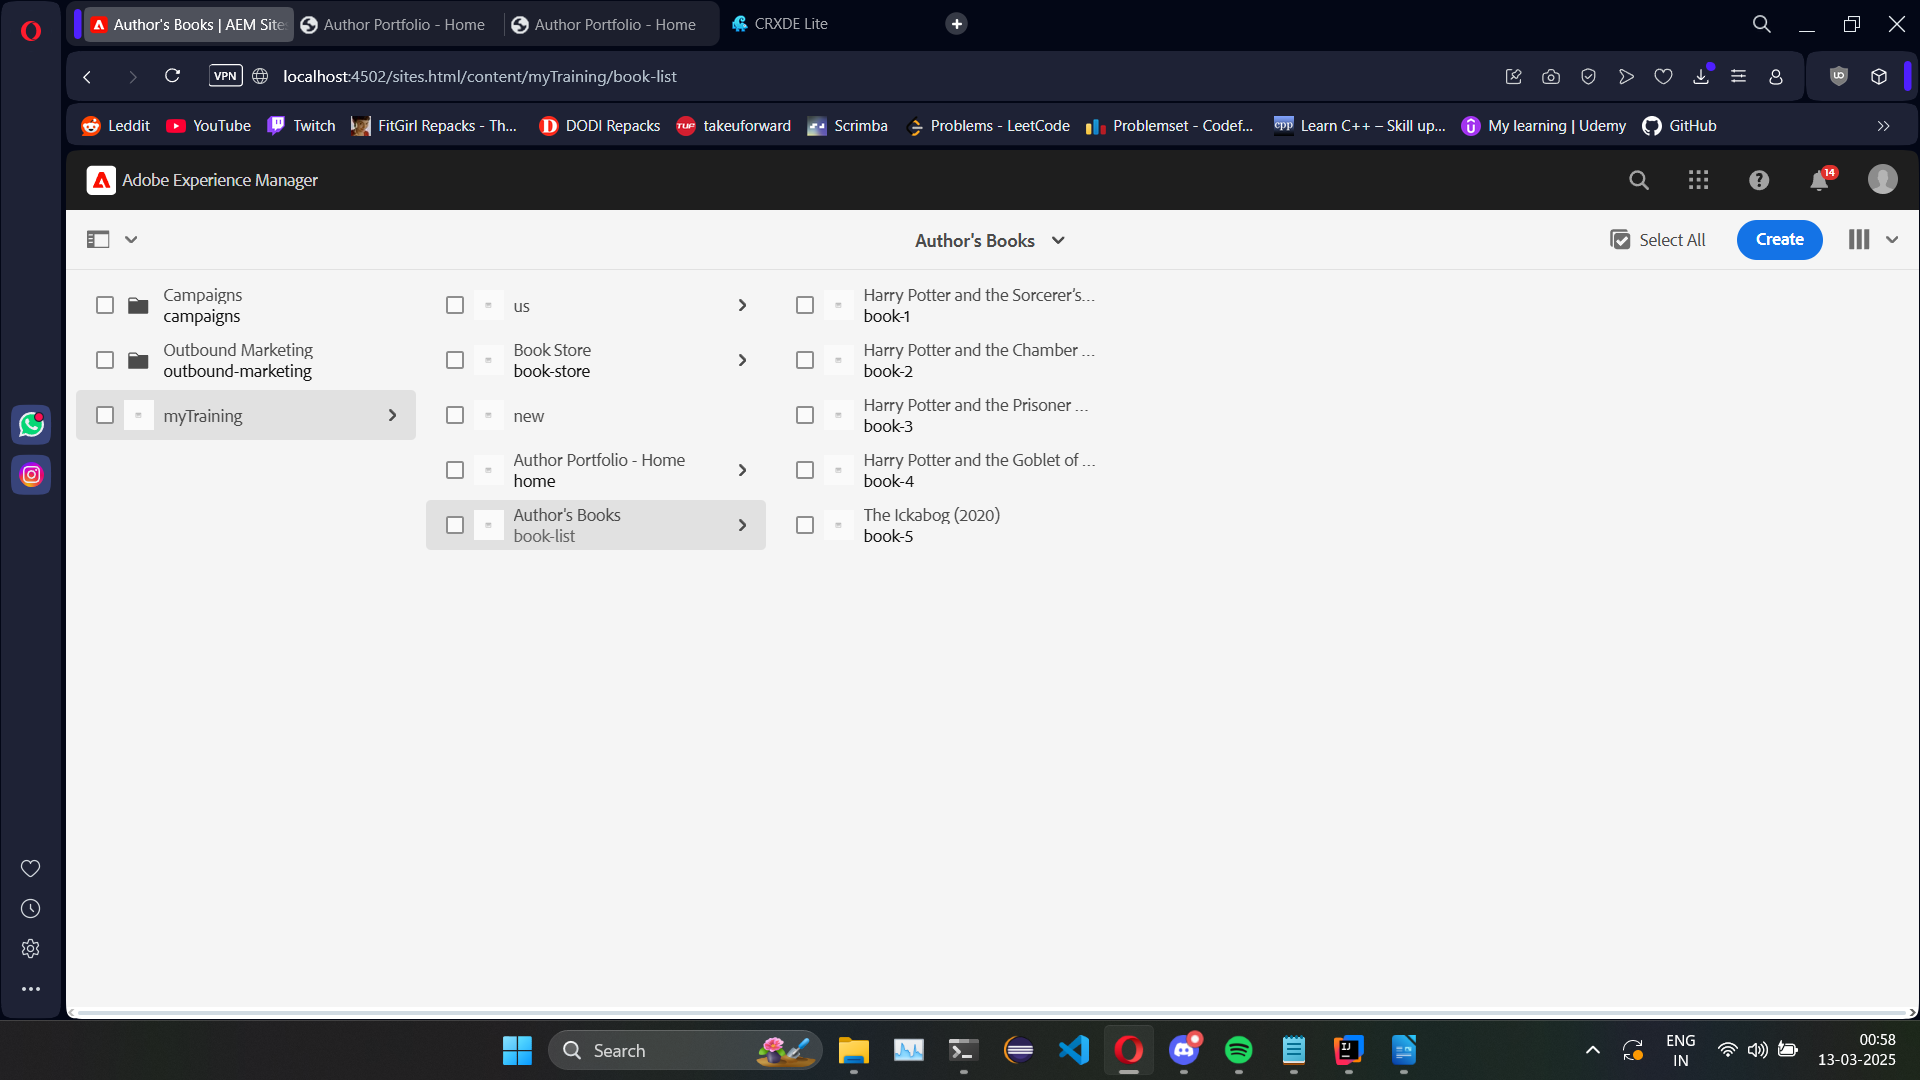 Author's Books | AEM Site
Author Portfolio - Home
Author Portfolio - Home
CRXDE Lite
VPN
localhost:4502/sites.html/content/myTraining/book-list
Leddit
YouTube
Twitch
FitGirl Repacks - Th...
DODI Repacks
TUF
takeuforward
Scrimba
Problems - LeetCode
Problemset - Codef...
cpp
Learn C++ – Skill up...
My learning | Udemy
GitHub
Adobe Experience Manager
14
Author's Books
Select All
Create
Campaigns
campaigns
Outbound Marketing
outbound-marketing
myTraining
us
Book Store
book-store
new
Author Portfolio - Home
home
Author's Books
book-list
Harry Potter and the Sorcerer's...
book-1
Harry Potter and the Chamber ...
book-2
Harry Potter and the Prisoner ...
book-3
Harry Potter and the Goblet of ...
book-4
The Ickabog (2020)
book-5
Search
ENG
IN
00:58
13-03-2025